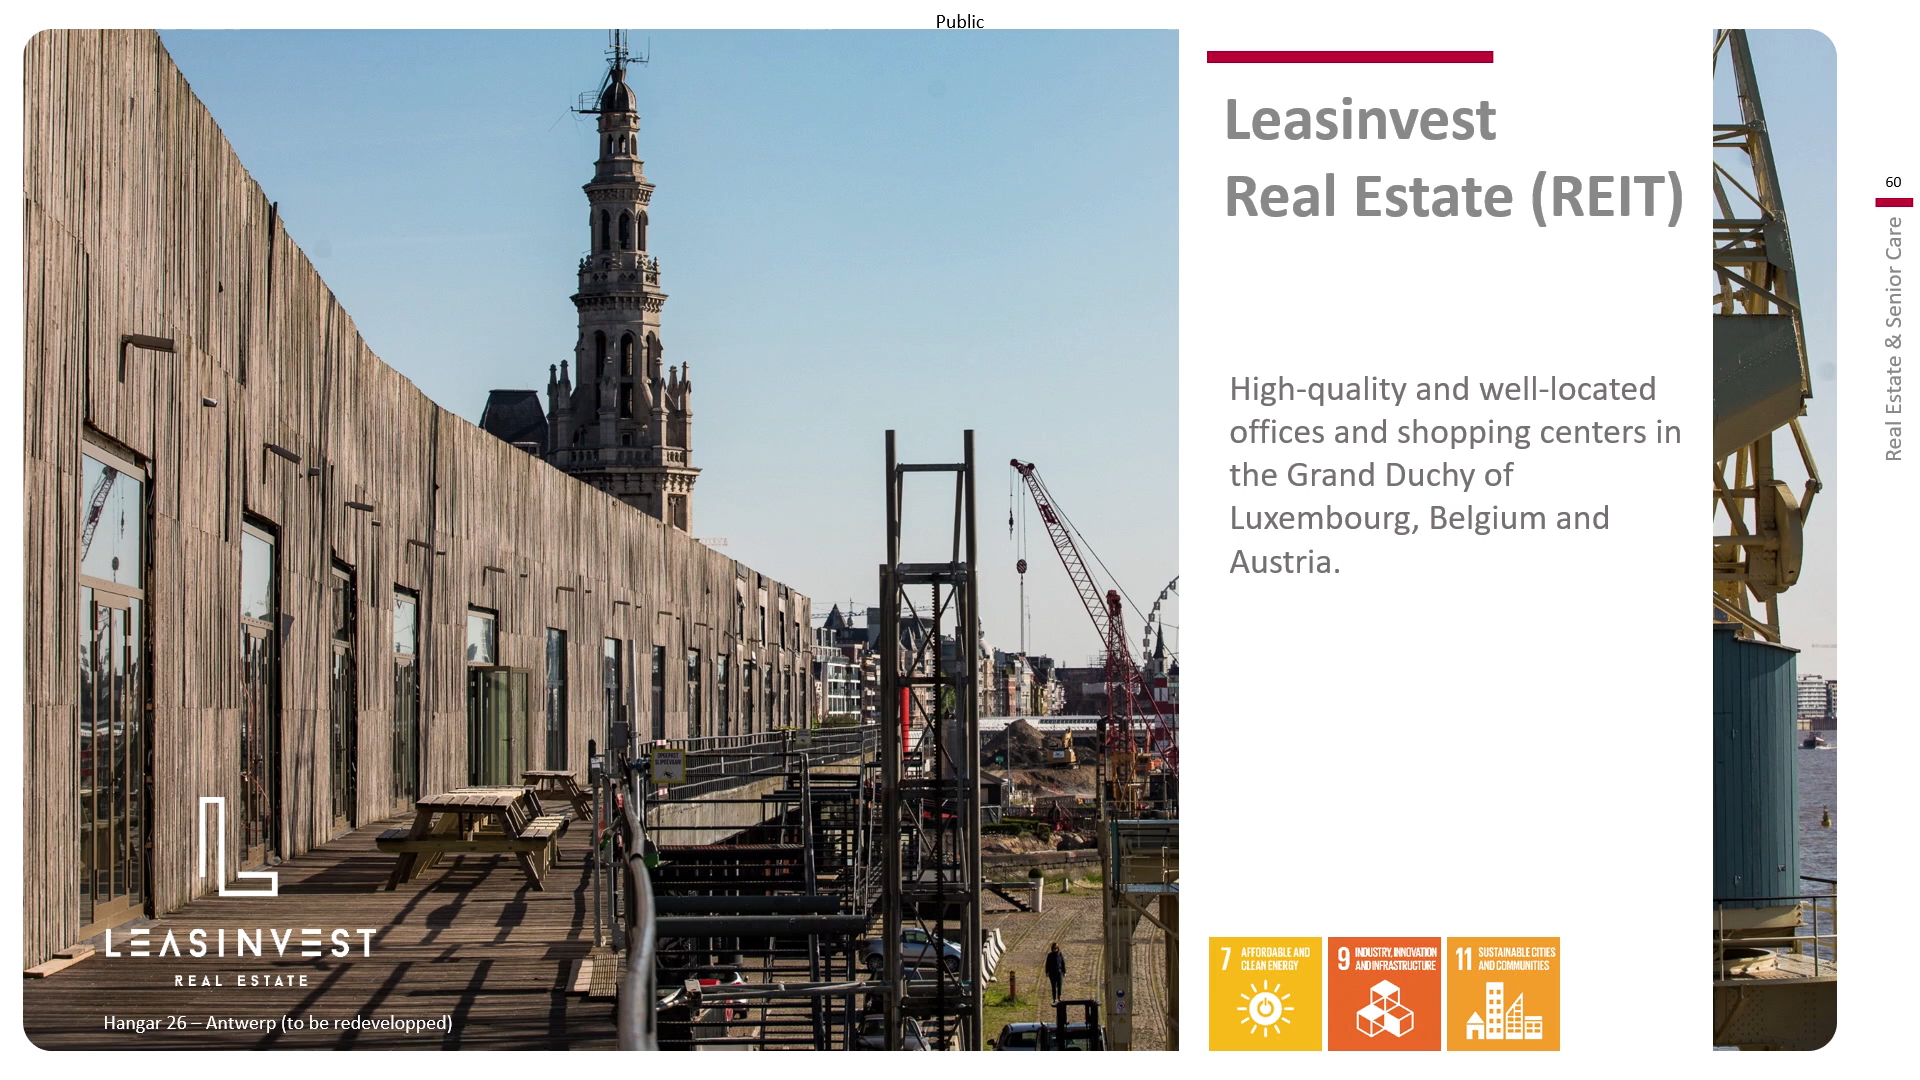 Public
Leasinvest
Real Estate (REIT)
60
Real Estate & Senior Care
High-quality and well-located
offices and shopping centers in
the Grand Duchy of
Luxembourg, Belgium and
Austria.
LEASINVEST
REAL ESTATE
Hangar 26 – Antwerp (to be redevelopped)
7 AFFORDABLE AND
CLEAN ENERGY
9 INDUSTRY, INNOVATION
AND INFRASTRUCTURE
11 SUSTAINABLE CITIES
AND COMMUNITIES